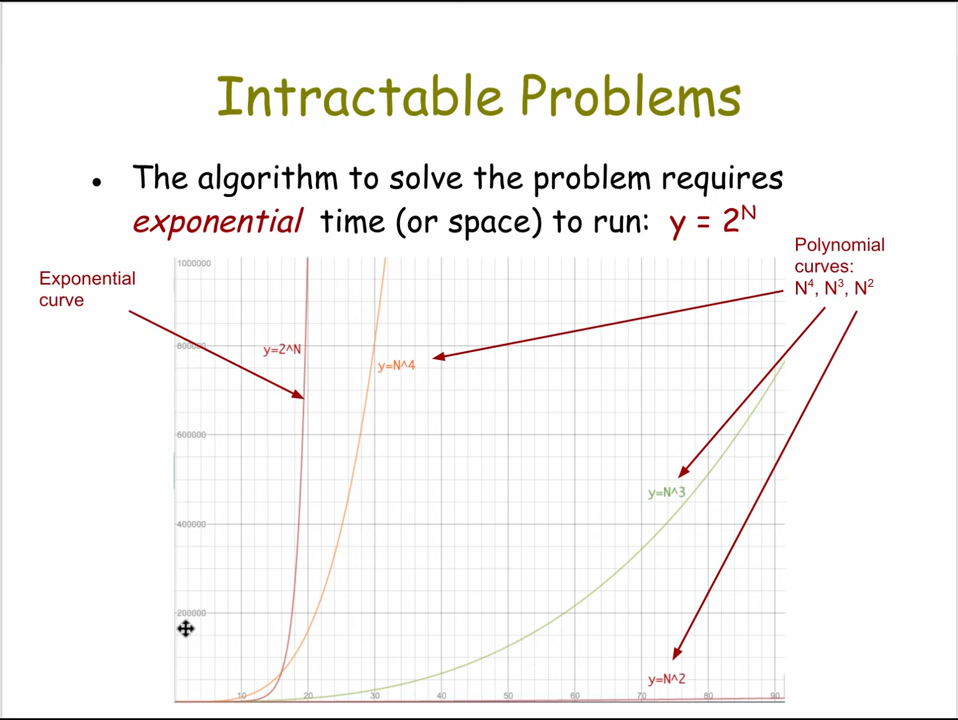 Intractable Problems
● The algorithm to solve the problem requires
exponential time (or space) to run: y = 2^N
Exponential
curve
Polynomial
curves:
N⁴, N³, N²
1000000
800000
600000
400000
200000
y=2^N
y=N^4
y=N^3
y=N^2
10 20 30 40 50 60 70 80 90